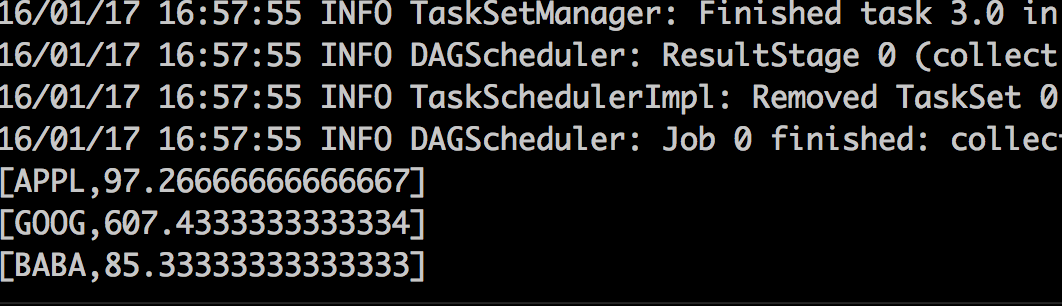 16/01/17 16:57:55 INFO TaskSetManager: Finished task 3.0 in
16/01/17 16:57:55 INFO DAGScheduler: ResultStage 0 (collect
16/01/17 16:57:55 INFO TaskSchedulerImpl: Removed TaskSet 0
16/01/17 16:57:55 INFO DAGScheduler: Job 0 finished: collec
[APPL,97.26666666666667]
[GOOG,607.4333333333334]
[BABA,85.33333333333333]